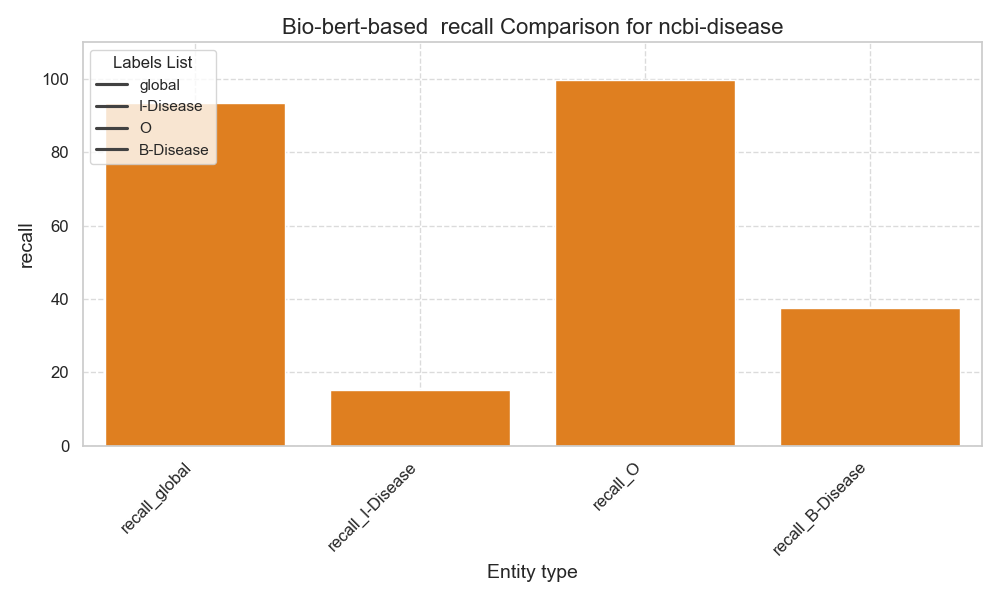 Bio-bert-based  recall Comparison for ncbi-disease
Labels List
global
I-Disease
O
B-Disease
100
80
60
40
20
0
recall
recall_global
recall_I-Disease
recall_O
recall_B-Disease
Entity type